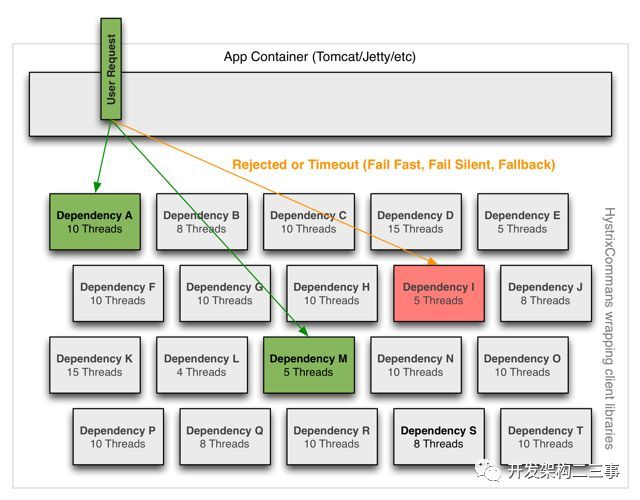 User Request
App Container (Tomcat/Jetty/etc)
Rejected or Timeout (Fail Fast, Fail Silent, Fallback)
Dependency A
10 Threads
Dependency B
8 Threads
Dependency C
10 Threads
Dependency D
15 Threads
Dependency E
5 Threads
Dependency F
10 Threads
Dependency G
10 Threads
Dependency H
10 Threads
Dependency I
5 Threads
Dependency J
8 Threads
Dependency K
15 Threads
Dependency L
4 Threads
Dependency M
5 Threads
Dependency N
10 Threads
Dependency O
10 Threads
Dependency P
10 Threads
Dependency Q
8 Threads
Dependency R
10 Threads
Dependency S
8 Threads
Dependency T
10 Threads
HystrixCommans wrapping client libraries
开发架构二三事